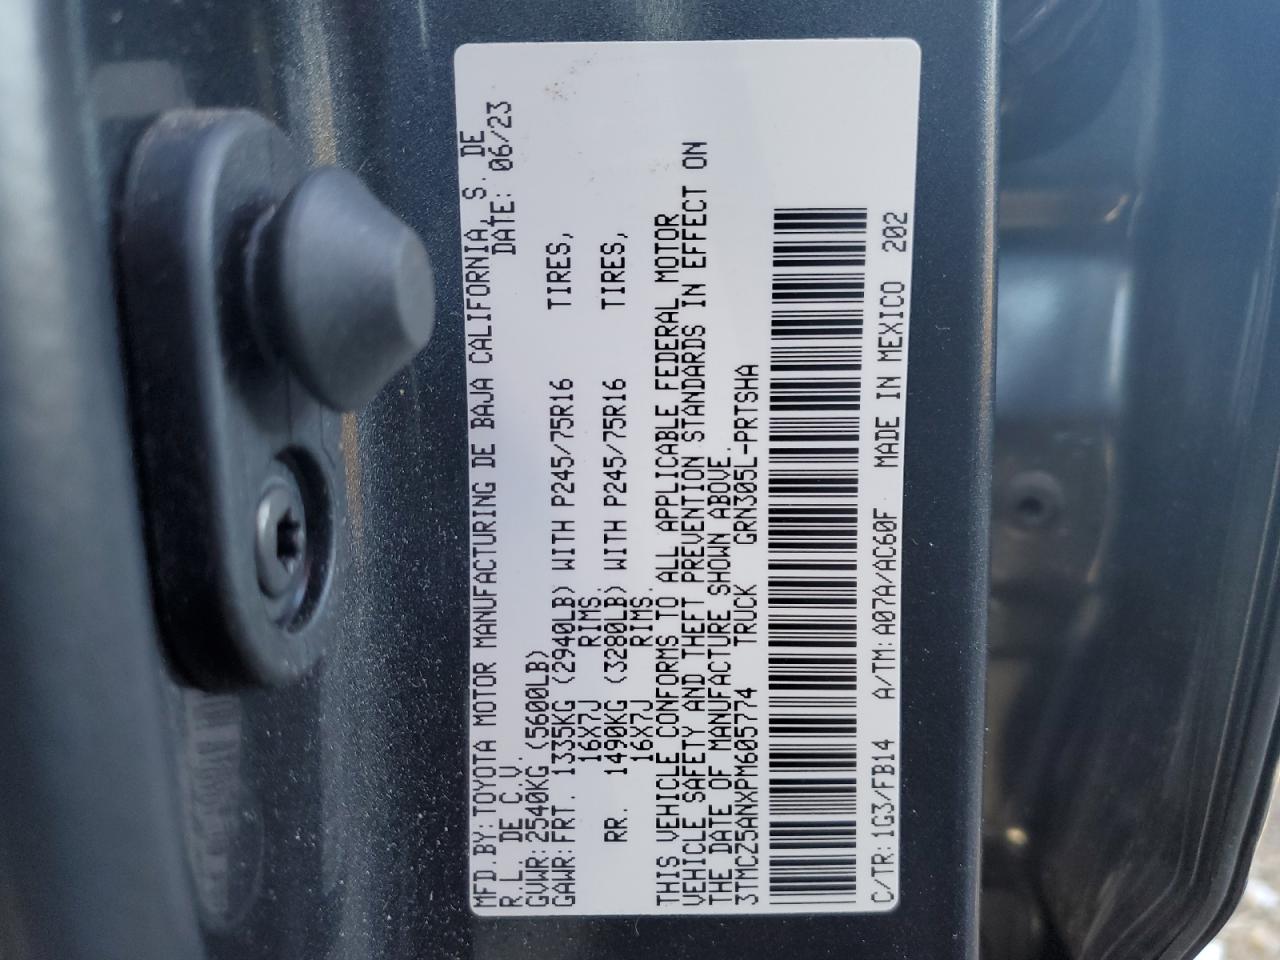 MFD.BY:TOYOTA MOTOR MANUFACTURING DE BAJA CALIFORNIA, S. DE
R.L. DE C.V. DATE: 06/23
GVWR:2540KG (5600LB)
GAWR:FRT. 1335KG (2940LB) WITH P245/75R16 TIRES,
16X7J RIMS.
RR. 1490KG (3280LB) WITH P245/75R16 TIRES,
16X7J RIMS.
THIS VEHICLE CONFORMS TO ALL APPLICABLE FEDERAL MOTOR
VEHICLE SAFETY AND THEFT PREVENTION STANDARDS IN EFFECT ON
THE DATE OF MANUFACTURE SHOWN ABOVE.
3TMCZ5ANXPM605774 TRUCK GRN305L-PRTSHA
C/TR:1G3/FB14 A/TM:A07A/AC60F MADE IN MEXICO 202